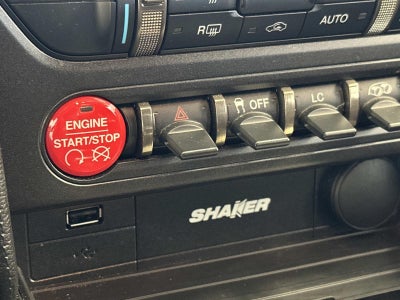 R
AUTO
ENGINE
START/STOP
OFF
LC
SHAKER